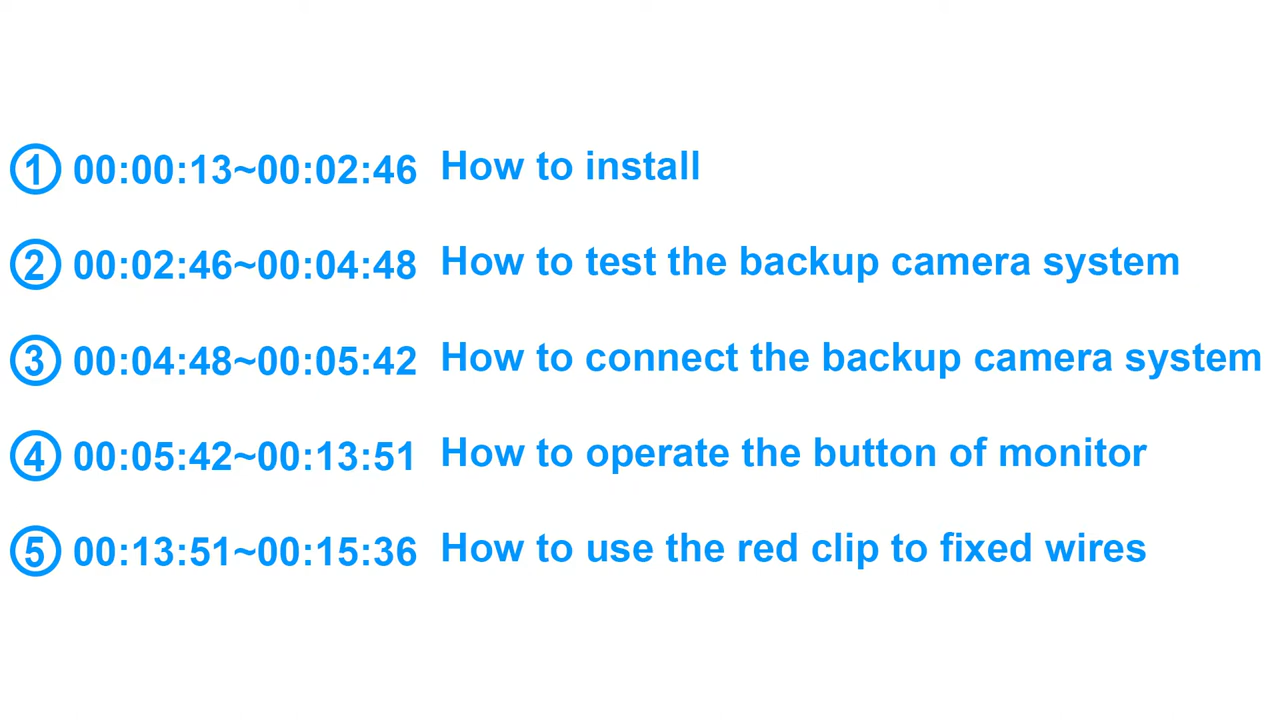 ① 00:00:13~00:02:46 How to install
② 00:02:46~00:04:48 How to test the backup camera system
③ 00:04:48~00:05:42 How to connect the backup camera system
④ 00:05:42~00:13:51 How to operate the button of monitor
⑤ 00:13:51~00:15:36 How to use the red clip to fixed wires